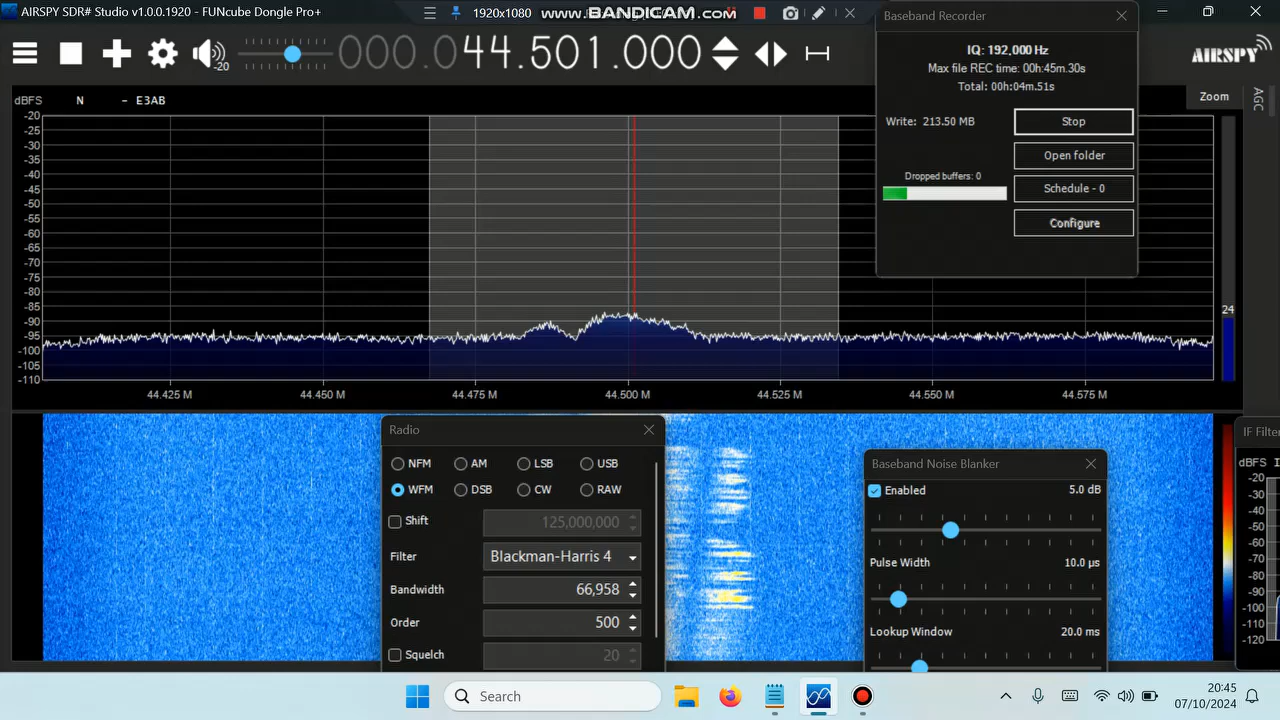 AIRSPY SDR# Studio v1.0.0.1920 - FUNcube Dongle Pro+
1920x1080
www.BANDICAM.com
-20
000.044.501.000
AIRSPY
Baseband Recorder
IQ: 192,000 Hz
Max file REC time: 00h:45m.30s
Total: 00h:04m.51s
Write: 213.50 MB
Stop
Open folder
Dropped buffers: 0
Schedule - 0
Configure
Zoom
AGC
dBFS
N
- E3AB
-20
-25
-30
-35
-40
-45
-50
-55
-60
-65
-70
-75
-80
-85
-90
-95
-100
-105
-110
24
44.425 M
44.450 M
44.475 M
44.500 M
44.525 M
44.550 M
44.575 M
Radio
NFM
AM
LSB
USB
WFM
DSB
CW
RAW
Shift
125,000,000
Filter
Blackman-Harris 4
Bandwidth
66,958
Order
500
Squelch
20
Baseband Noise Blanker
Enabled
5.0 dB
Pulse Width
10.0 µs
Lookup Window
20.0 ms
IF Filter
dBFS I
-20
-30
-40
-50
-60
-70
-80
-90
-100
-110
-120
Search
20:45
07/10/2024